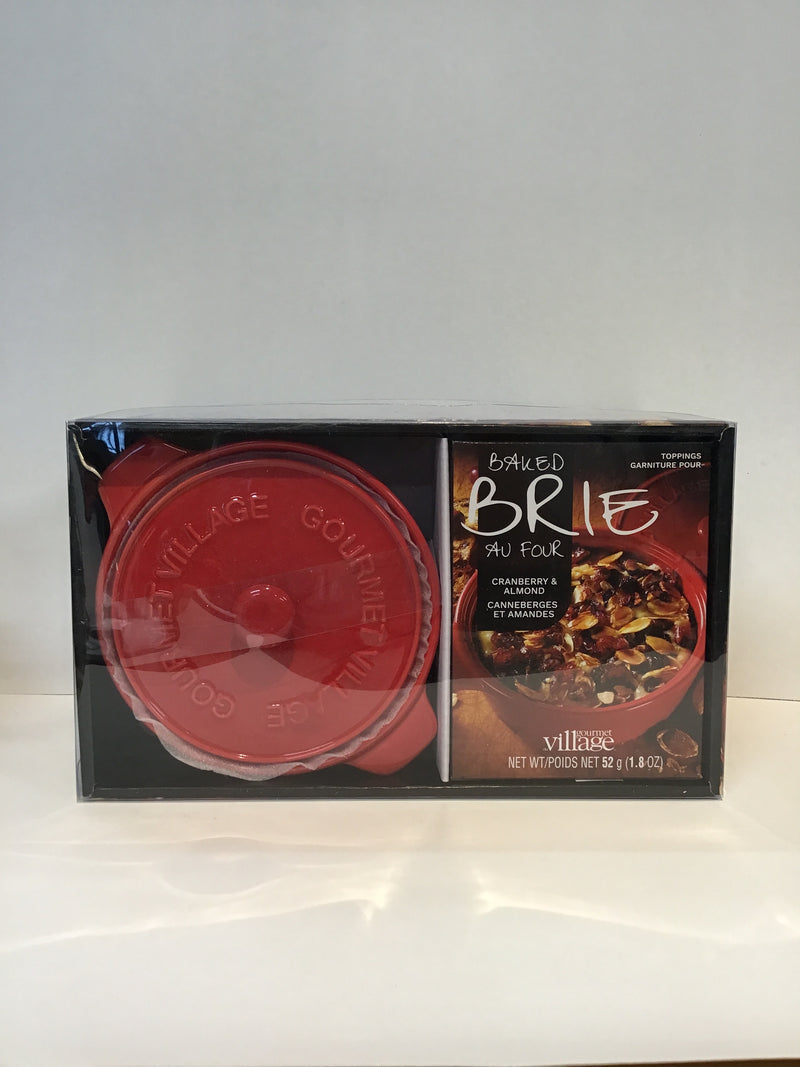 GOURMET VILLAGE
GOURMET VILLAGE
BAKED
BRIE
AU FOUR
TOPPINGS
GARNITURE POUR
CRANBERRY &
ALMOND
CANNEBERGES
ET AMANDES
gourmet
village
NET WT/POIDS NET 52 g (1.8 OZ)